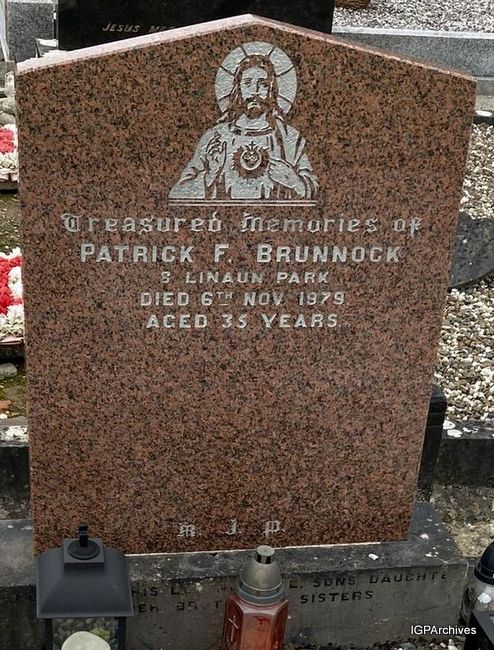 JESUS
Treasured Memories of
PATRICK F. BRUNNOCK
8 LINAUN PARK
DIED 6TH NOV. 1979
AGED 35 YEARS.
R I P
SONS DAUGHTE
SISTERS
IGPArchives